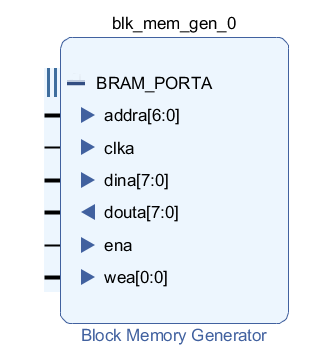 blk_mem_gen_0
BRAM_PORTA
addra[6:0]
clka
dina[7:0]
douta[7:0]
ena
wea[0:0]
Block Memory Generator